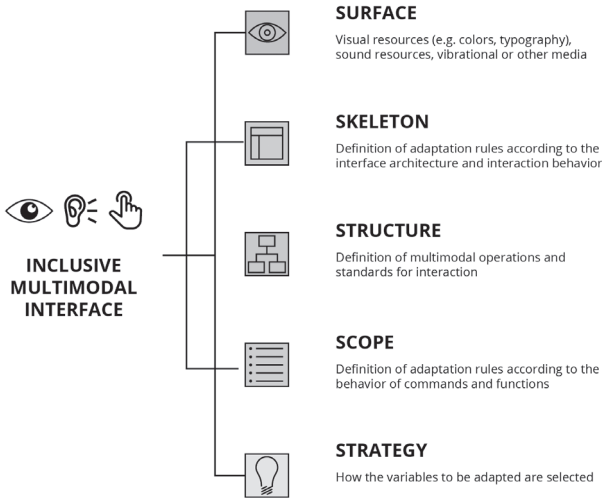 SURFACE
Visual resources (e.g. colors, typography),
sound resources, vibrational or other media
SKELETON
Definition of adaptation rules according to the
interface architecture and interaction behavior
INCLUSIVE
MULTIMODAL
INTERFACE
STRUCTURE
Definition of multimodal operations and
standards for interaction
SCOPE
Definition of adaptation rules according to the
behavior of commands and functions
STRATEGY
How the variables to be adapted are selected